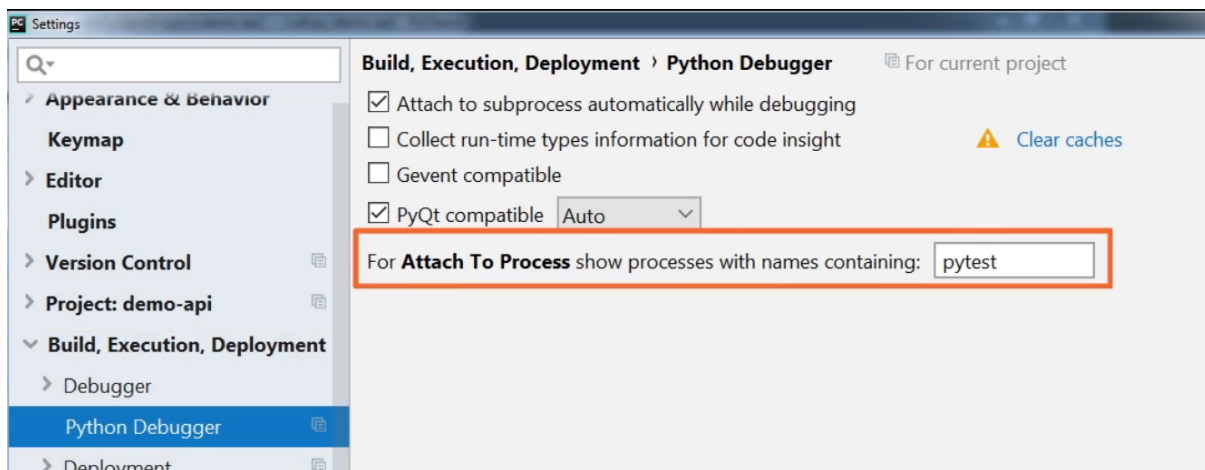 PC Settings
Build, Execution, Deployment › Python Debugger For current project
Appearance & Behavior
Attach to subprocess automatically while debugging
Keymap
Collect run-time types information for code insight Clear caches
Editor
Gevent compatible
Plugins
PyQt compatible Auto
Version Control
For Attach To Process show processes with names containing: pytest
Project: demo-api
Build, Execution, Deployment
Debugger
Python Debugger
Deployment